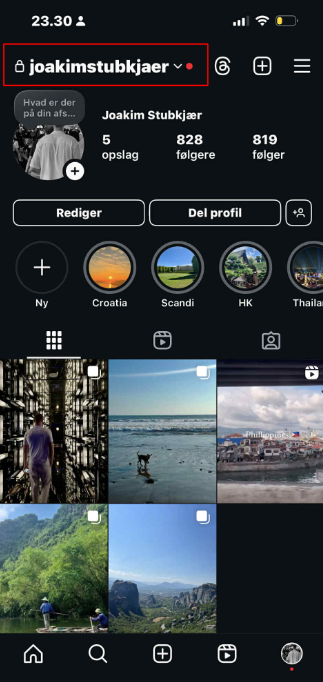 23.30
joakimstubkjaer
Hvad er der
på din afs...
Joakim Stubkjær
5
opslag
828
følgere
819
følger
Rediger
Del profil
Ny
Croatia
Scandi
HK
Thailan
Philippines